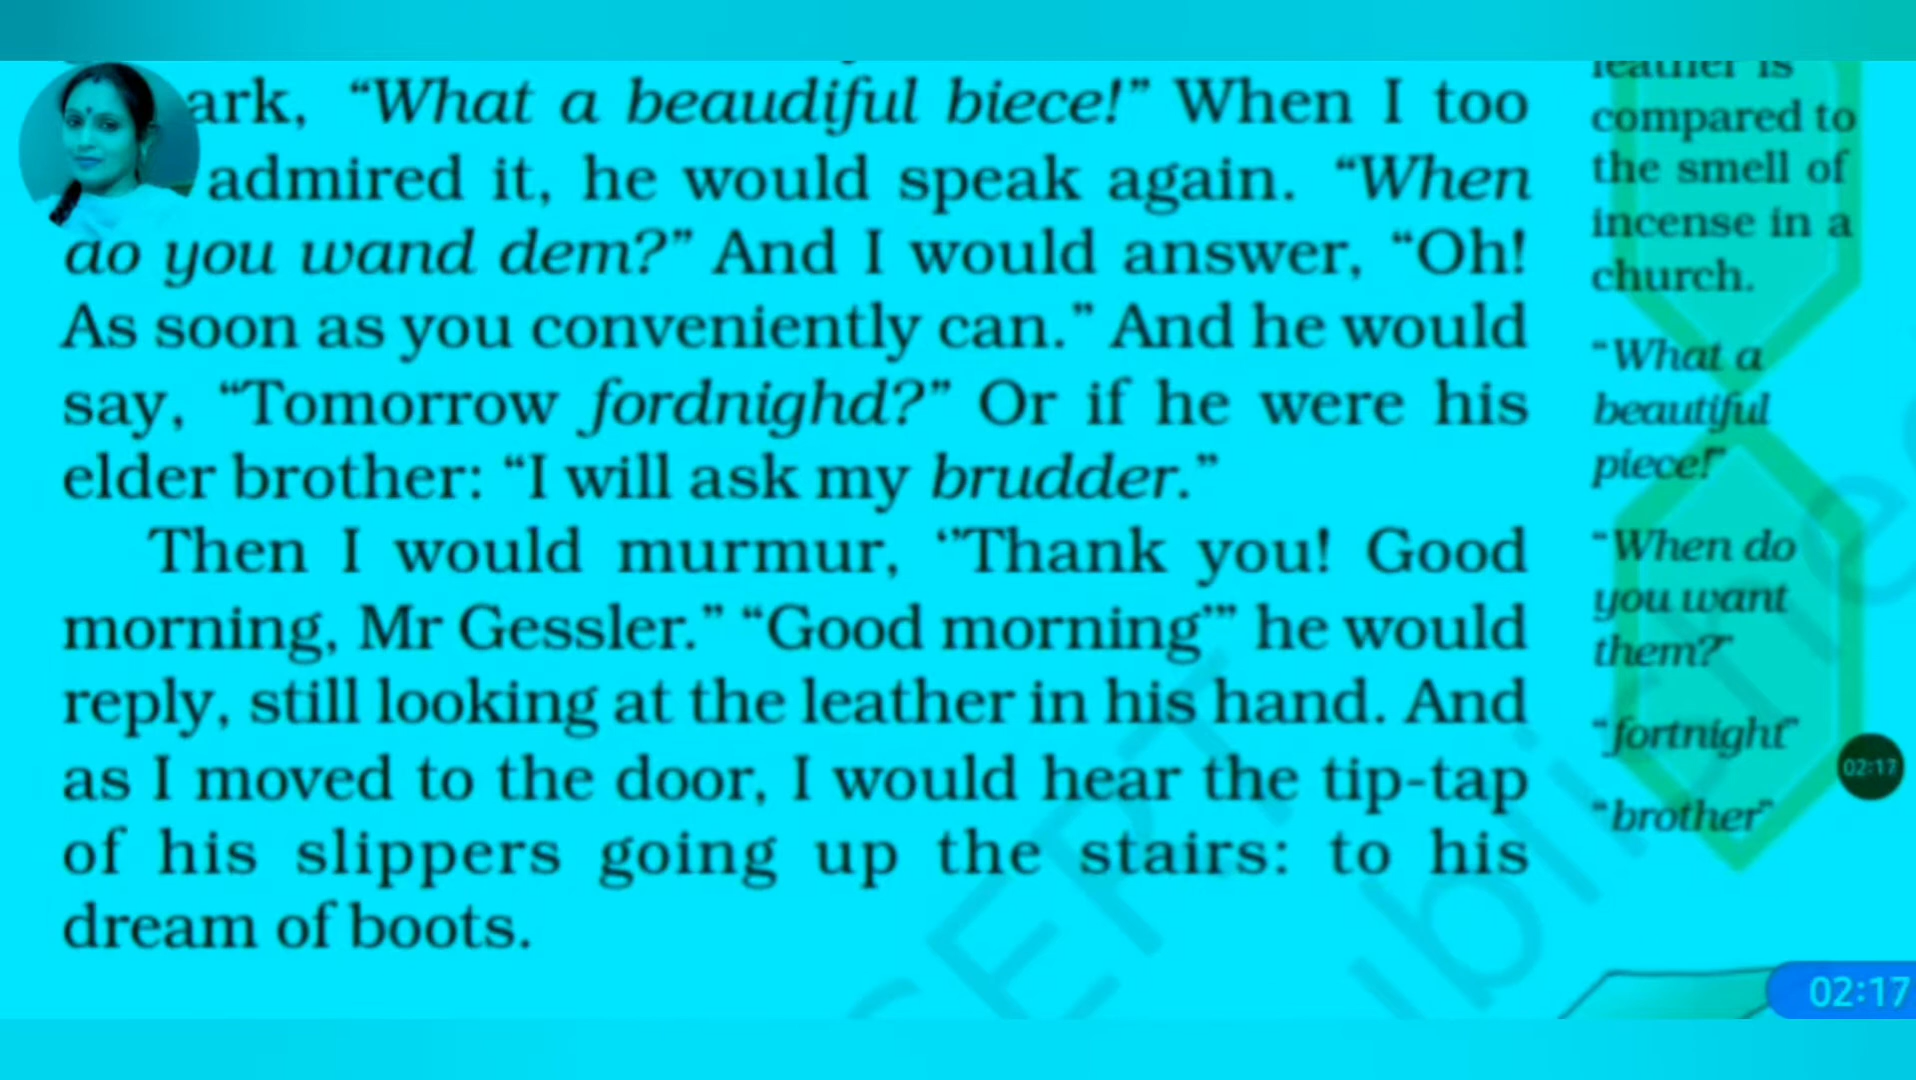 ark, “What a beaudiful biece!” When I too
admired it, he would speak again. “When
do you wand dem?” And I would answer, “Oh!
As soon as you conveniently can.” And he would
say, “Tomorrow fordnighd?” Or if he were his
elder brother: “I will ask my brudder.”
Then I would murmur, ‘”Thank you! Good
morning, Mr Gessler.” “Good morning’” he would
reply, still looking at the leather in his hand. And
as I moved to the door, I would hear the tip-tap
of his slippers going up the stairs: to his
dream of boots.
leather is
compared to
the smell of
incense in a
church.
“What a
beautiful
piece!”
“When do
you want
them?”
“fortnight”
“brother”
02:17
02:17